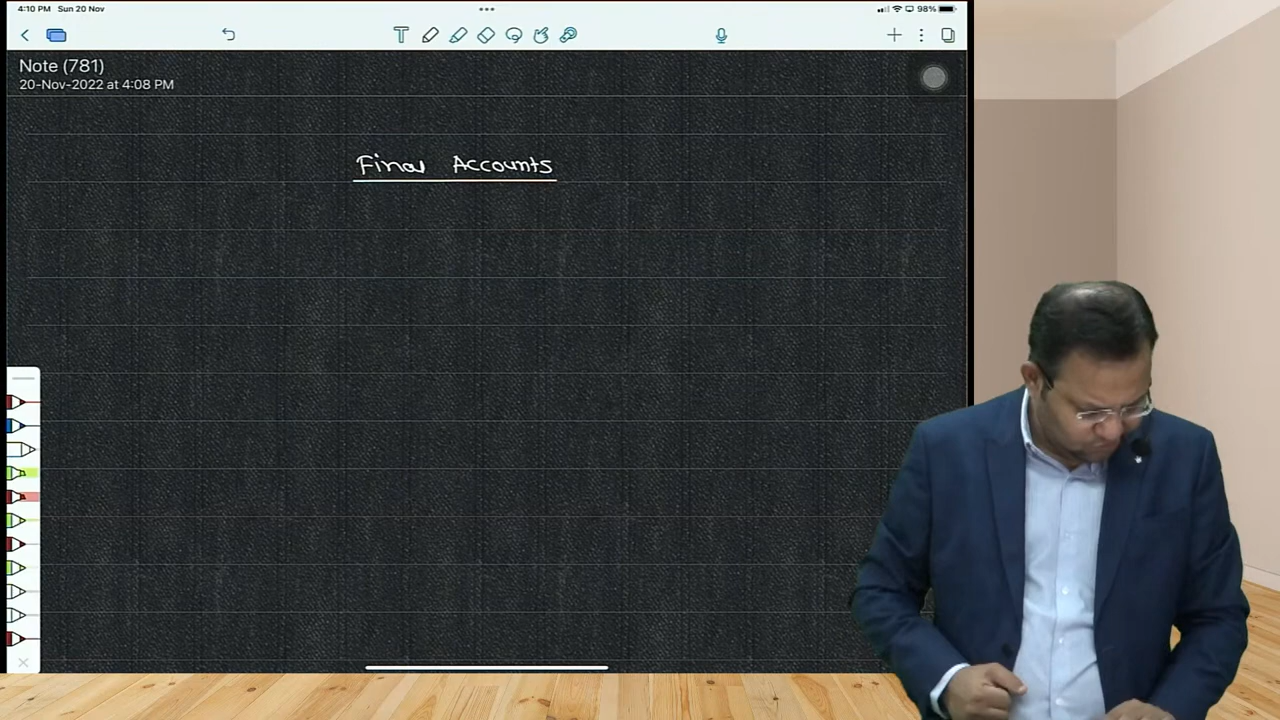 4:10 PM Sun 20 Nov
98%
Note (781)
20-Nov-2022 at 4:08 PM
Final Accounts